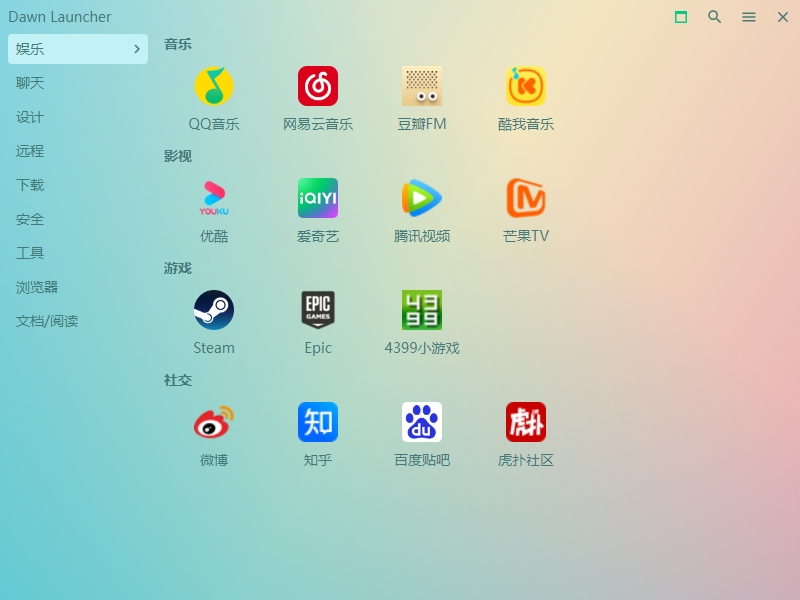 Dawn Launcher
娱乐
聊天
设计
远程
下载
安全
工具
浏览器
文档/阅读
音乐
QQ音乐
网易云音乐
豆瓣FM
酷我音乐
影视
YOUKU
iQIYI
优酷
爱奇艺
腾讯视频
芒果TV
游戏
EPIC
GAMES
4399
Steam
Epic
4399小游戏
社交
知
du
虎扑
微博
知乎
百度贴吧
虎扑社区